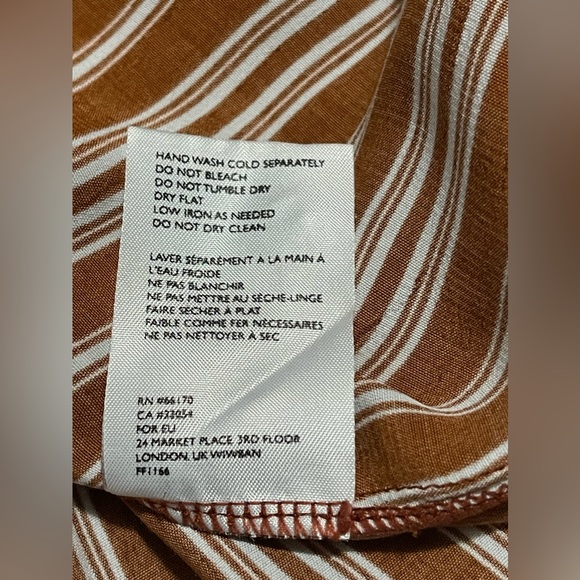 HAND WASH COLD SEPARATELY
DO NOT BLEACH
DO NOT TUMBLE DRY
DRY FLAT
LOW IRON AS NEEDED
DO NOT DRY CLEAN
LAVER SÉPARÉMENT A LA MAIN À
L'EAU FROIDE
NE PAS BLANCHIR
NE PAS METTRE AU SÈCHE-LINGE
FAIRE SÉCHER À PLAT
FAIBLE COMME FER NÉCESSAIRES
NE PAS NETTOYER À SEC
RN #66170
CA #33054
FOR EU
24 MARKET PLACE 3RD FLOOR
LONDON, UK W1W8AN
FF1166